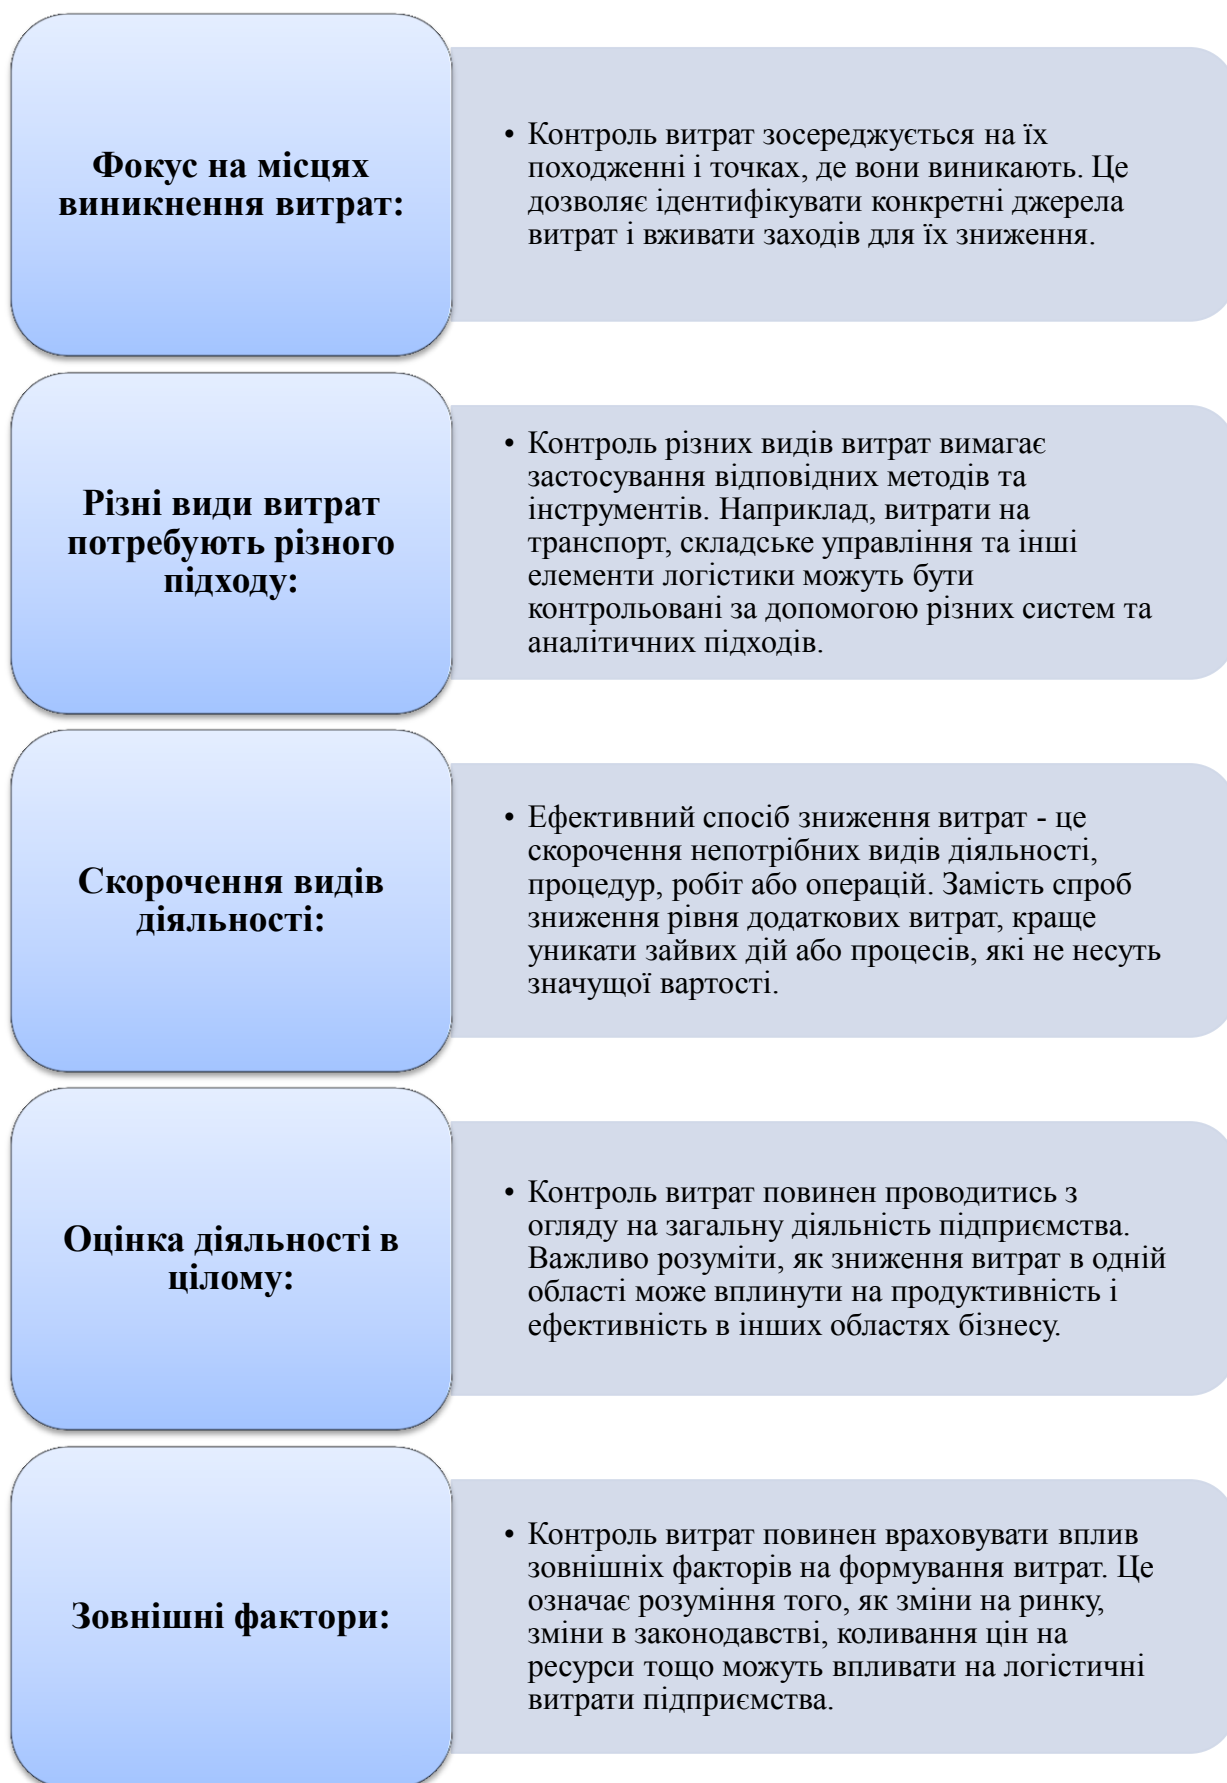 Фокус на місцях
виникнення витрат:
• Контроль витрат зосереджується на їх
походженні і точках, де вони виникають. Це
дозволяє ідентифікувати конкретні джерела
витрат і вживати заходів для їх зниження.
Різні види витрат
потребують різного
підходу:
• Контроль різних видів витрат вимагає
застосування відповідних методів та
інструментів. Наприклад, витрати на
транспорт, складське управління та інші
елементи логістики можуть бути
контрольовані за допомогою різних систем та
аналітичних підходів.
Скорочення видів
діяльності:
• Ефективний спосіб зниження витрат - це
скорочення непотрібних видів діяльності,
процедур, робіт або операцій. Замість спроб
зниження рівня додаткових витрат, краще
уникати зайвих дій або процесів, які не несуть
значущої вартості.
Оцінка діяльності в
цілому:
• Контроль витрат повинен проводитись з
огляду на загальну діяльність підприємства.
Важливо розуміти, як зниження витрат в одній
області може вплинути на продуктивність і
ефективність в інших областях бізнесу.
Зовнішні фактори:
• Контроль витрат повинен враховувати вплив
зовнішніх факторів на формування витрат. Це
означає розуміння того, як зміни на ринку,
зміни в законодавстві, коливання цін на
ресурси тощо можуть впливати на логістичні
витрати підприємства.